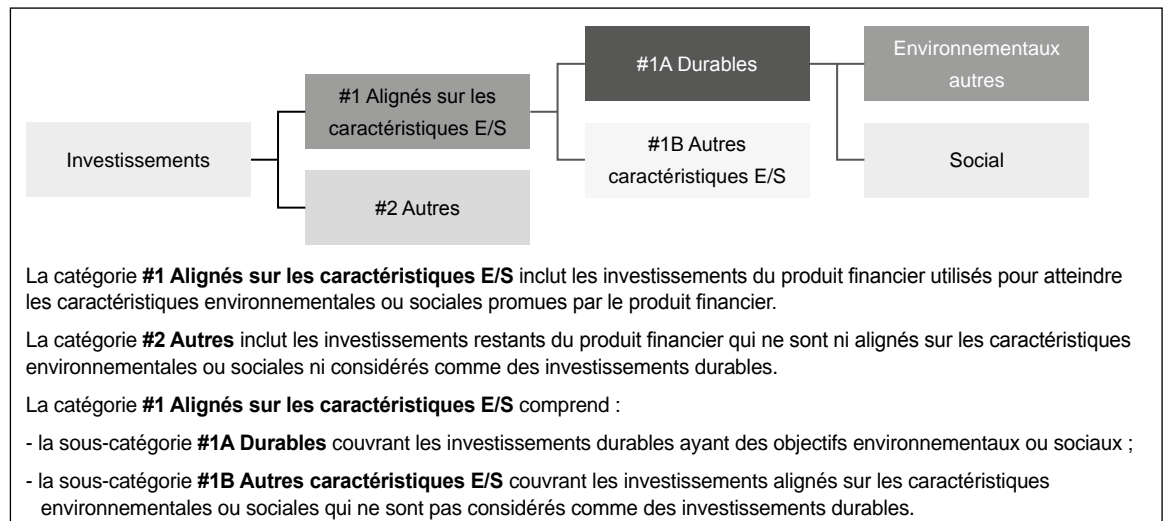 Investissements
#1 Alignés sur les
caractéristiques E/S
#2 Autres
#1A Durables
#1B Autres
caractéristiques E/S
Environnementaux
autres
Social
La catégorie #1 Alignés sur les caractéristiques E/S inclut les investissements du produit financier utilisés pour atteindre
les caractéristiques environnementales ou sociales promues par le produit financier.
La catégorie #2 Autres inclut les investissements restants du produit financier qui ne sont ni alignés sur les caractéristiques
environnementales ou sociales ni considérés comme des investissements durables.
La catégorie #1 Alignés sur les caractéristiques E/S comprend :
- la sous-catégorie #1A Durables couvrant les investissements durables ayant des objectifs environnementaux ou sociaux ;
- la sous-catégorie #1B Autres caractéristiques E/S couvrant les investissements alignés sur les caractéristiques
environnementales ou sociales qui ne sont pas considérés comme des investissements durables.